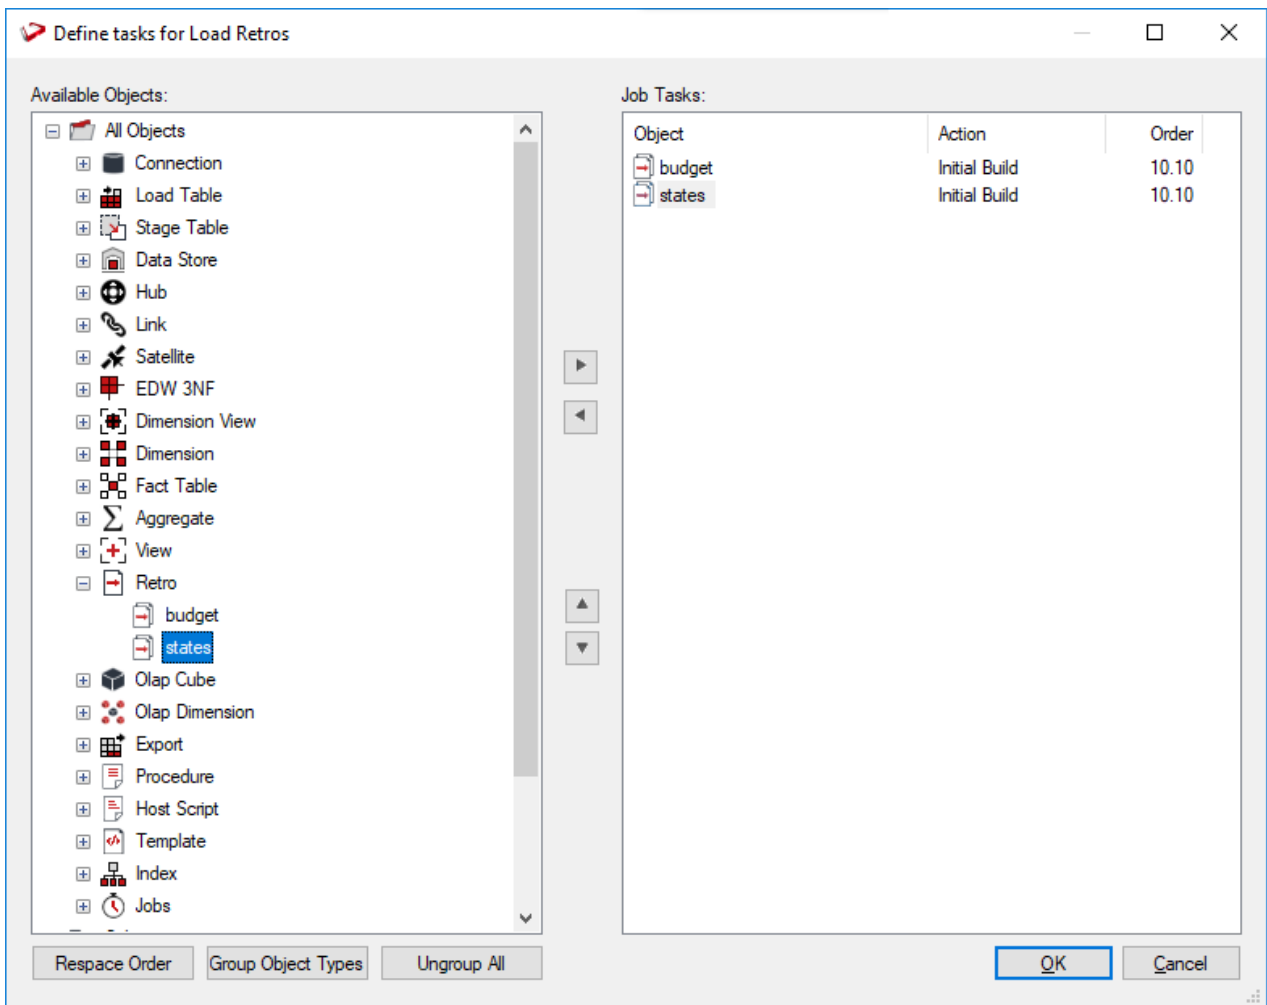 Define tasks for Load Retros
Available Objects:
All Objects
Connection
Load Table
Stage Table
Data Store
Hub
Link
Satellite
EDW 3NF
Dimension View
Dimension
Fact Table
Aggregate
View
Retro
budget
states
Olap Cube
Olap Dimension
Export
Procedure
Host Script
Template
Index
Jobs
Respace Order
Group Object Types
Ungroup All
Job Tasks:
Object Action Order
budget Initial Build 10.10
states Initial Build 10.10
OK
Cancel